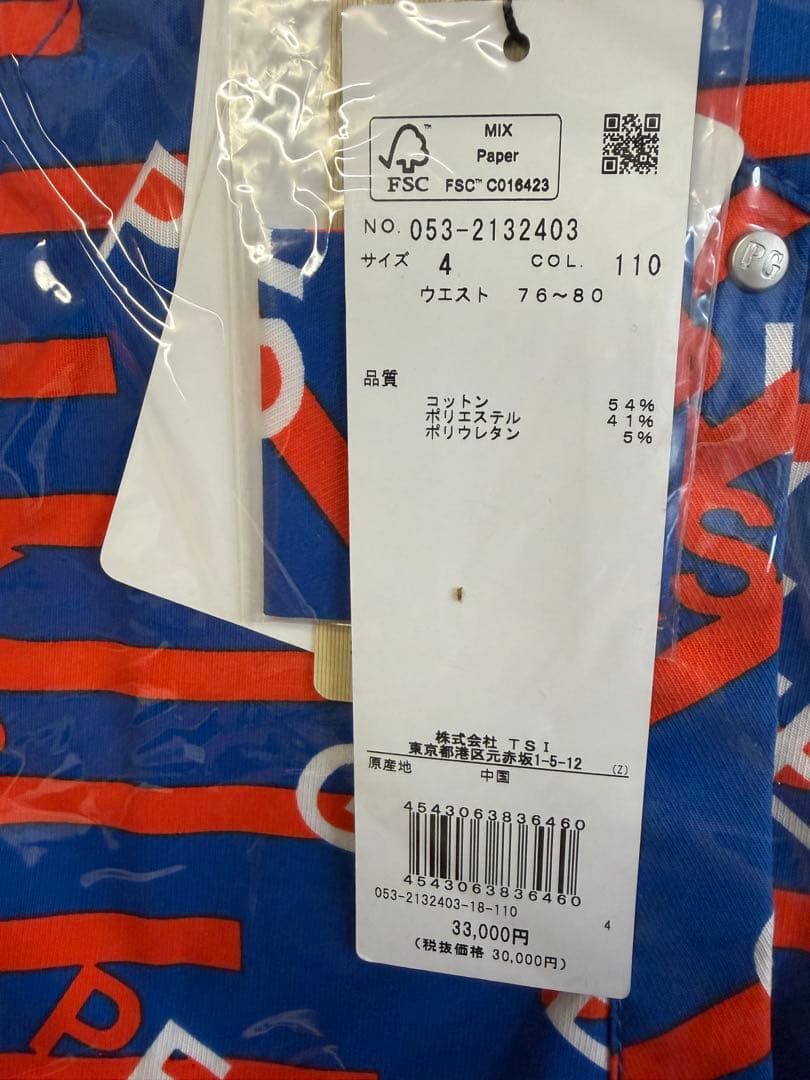 MIX
Paper
FSC™ C016423
FSC
NO. 053-2132403
サイズ 4 COL. 110
ウエスト 76～80
品質
コットン 54%
ポリエステル 41%
ポリウレタン 5%
株式会社 TSI
東京都港区元赤坂1-5-12 (Z)
原産地 中国
4543063836460
4543063836460
053-2132403-18-110
4
33,000円
(税抜価格 30,000円)
PG